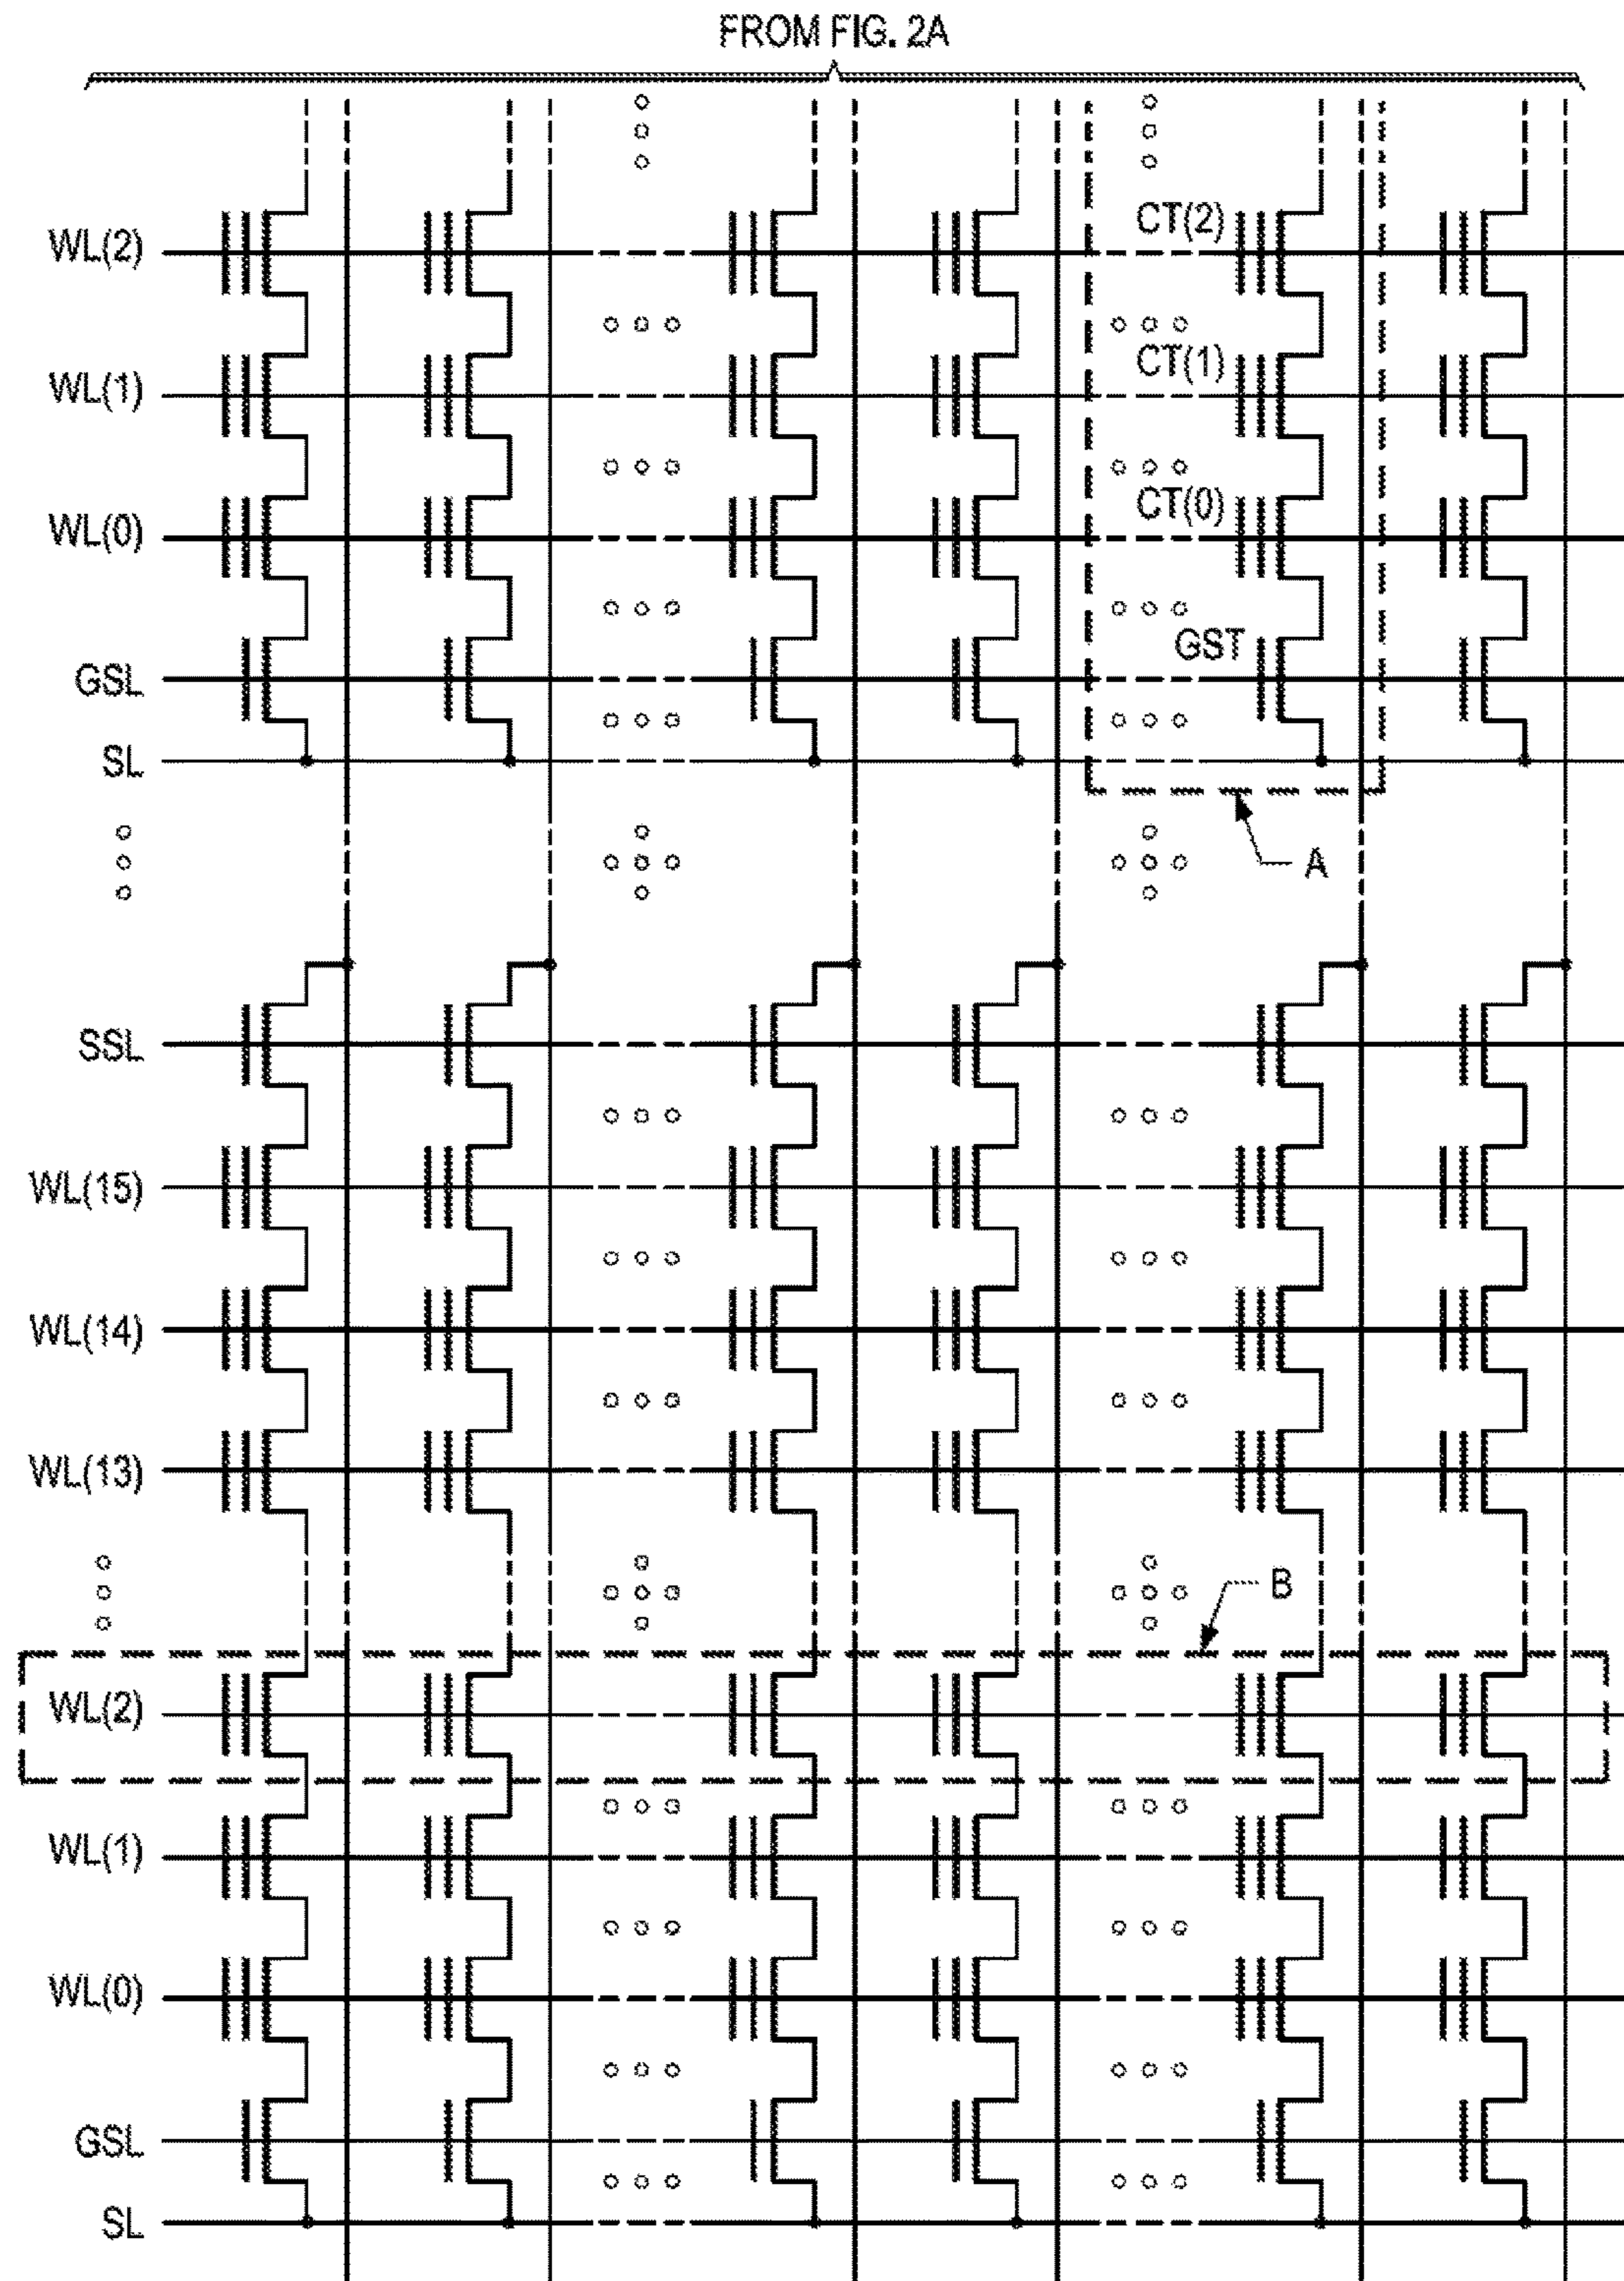 FROM FIG. 2A
WL(2)
CT(2)
WL(1)
CT(1)
WL(0)
CT(0)
GST
GSL
SL
A
SSL
WL(15)
WL(14)
WL(13)
B
WL(2)
WL(1)
WL(0)
GSL
SL